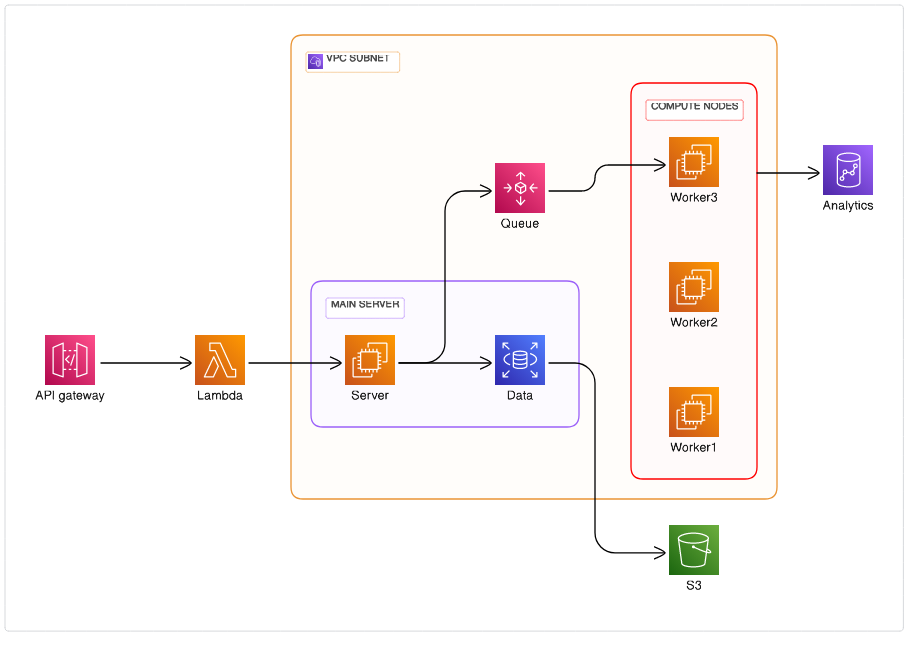 VPC SUBNET
COMPUTE NODES
Worker3
Analytics
Queue
MAIN SERVER
Worker2
API gateway
Lambda
Server
Data
Worker1
S3